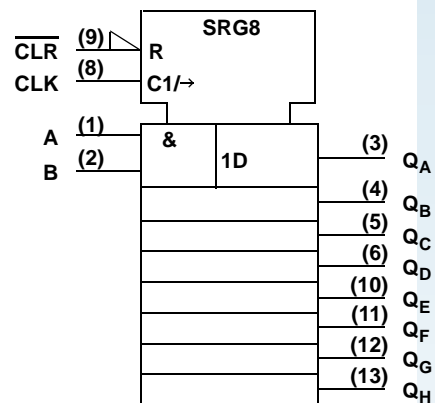 SRG8
CLR (9) R
CLK (8) C1/→
A (1) & 1D (3) QA
B (2)
(4) QB
(5) QC
(6) QD
(10) QE
(11) QF
(12) QG
(13) QH